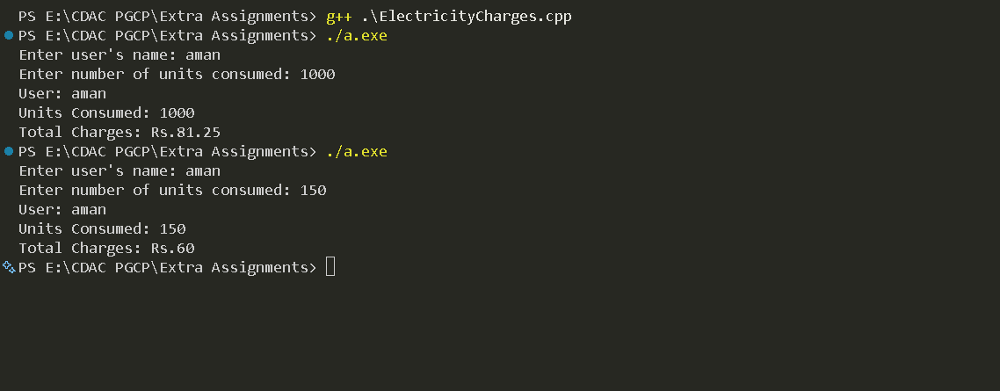 PS E:\CDAC PGCP\Extra Assignments> g++ .\ElectricityCharges.cpp
PS E:\CDAC PGCP\Extra Assignments> ./a.exe
Enter user's name: aman
Enter number of units consumed: 1000
User: aman
Units Consumed: 1000
Total Charges: Rs.81.25
PS E:\CDAC PGCP\Extra Assignments> ./a.exe
Enter user's name: aman
Enter number of units consumed: 150
User: aman
Units Consumed: 150
Total Charges: Rs.60
PS E:\CDAC PGCP\Extra Assignments>